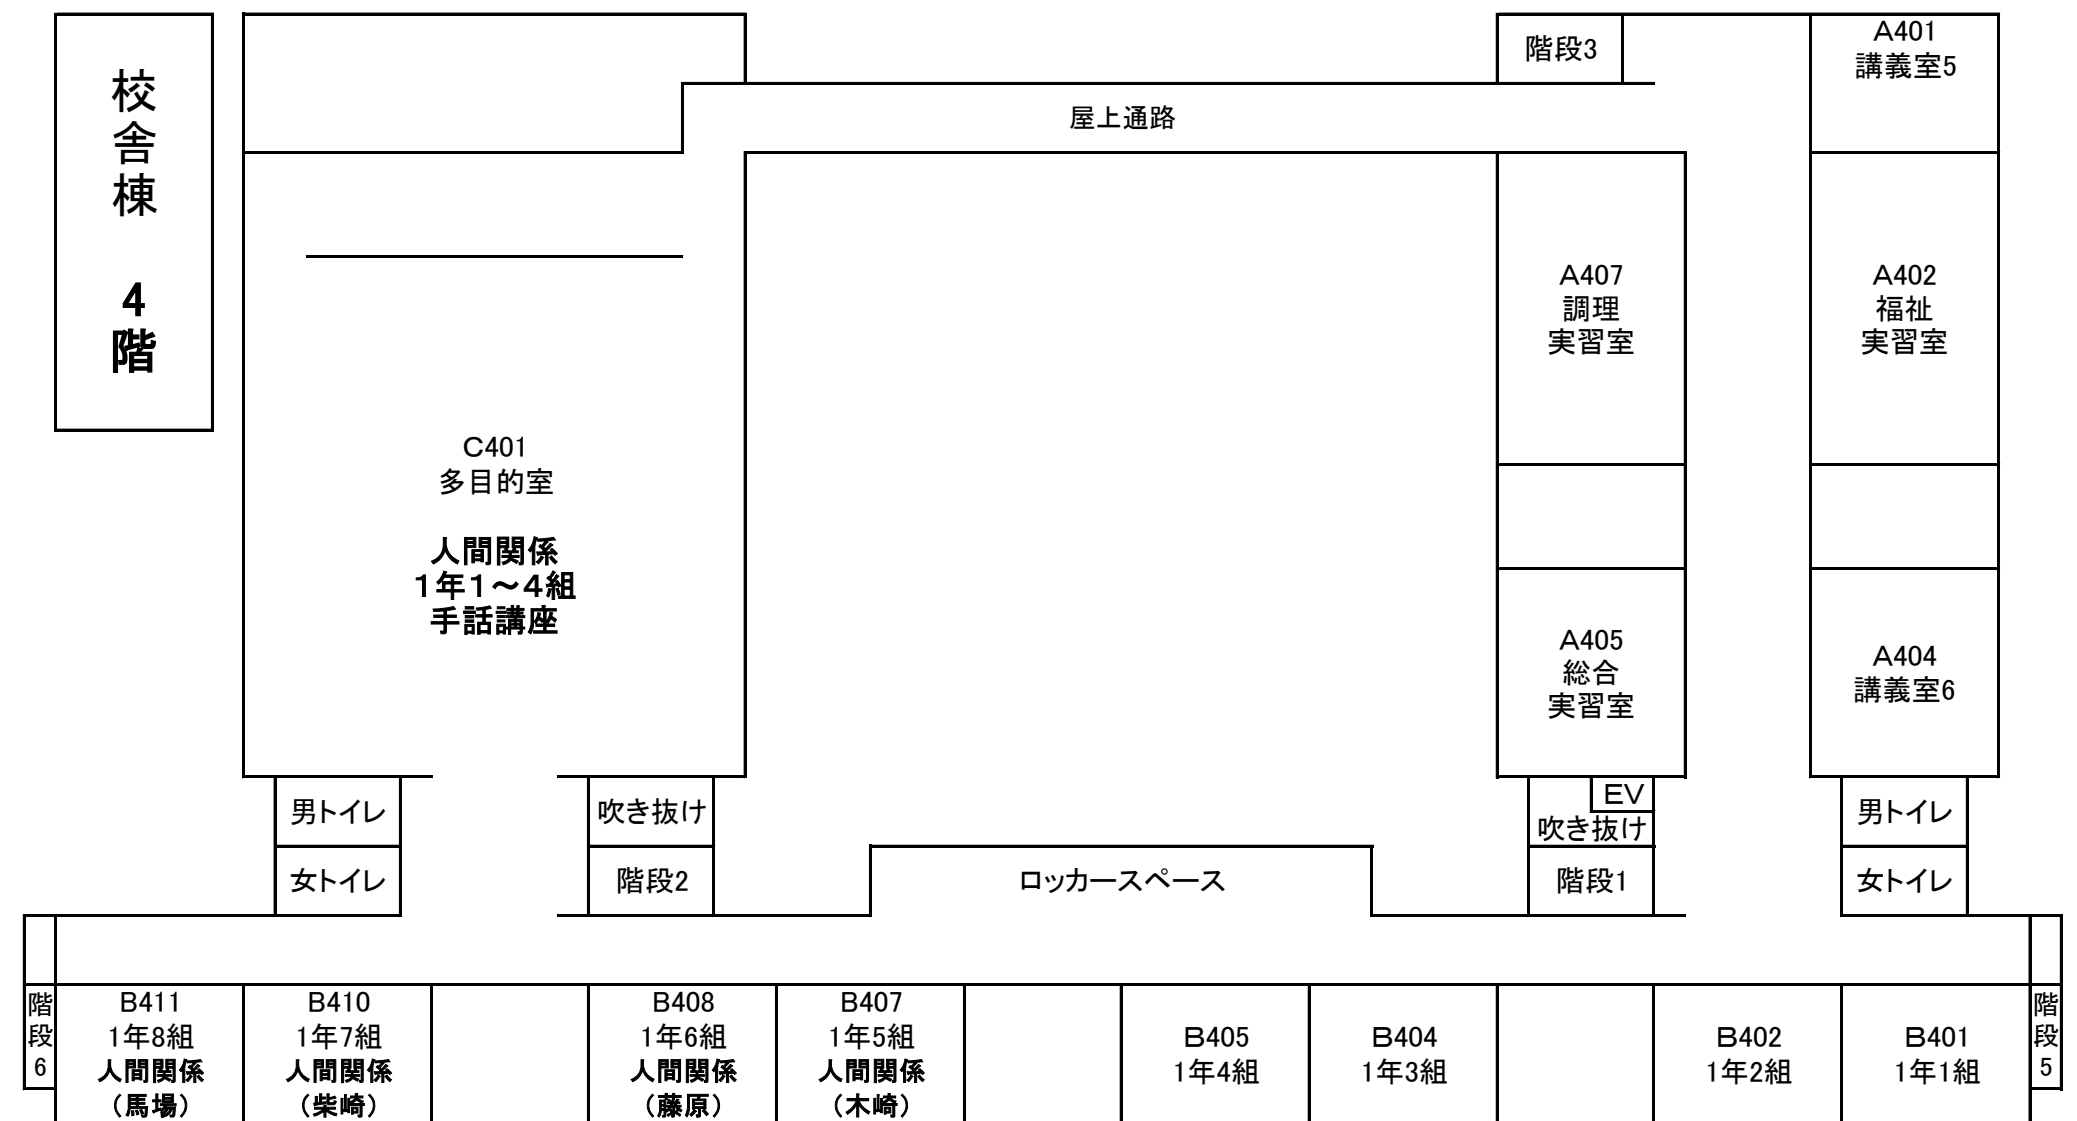 校舎棟 4階
階段3
A401
講義室5
屋上通路
A407
調理
実習室
A402
福祉
実習室
C401
多目的室
人間関係
1年1～4組
手話講座
A405
総合
実習室
A404
講義室6
男トイレ
吹き抜け
EV
吹き抜け
男トイレ
女トイレ
階段2
ロッカースペース
階段1
女トイレ
階段6
B411
1年8組
人間関係
（馬場）
B410
1年7組
人間関係
（柴崎）
B408
1年6組
人間関係
（藤原）
B407
1年5組
人間関係
（木崎）
B405
1年4組
B404
1年3組
B402
1年2組
B401
1年1組
階段5